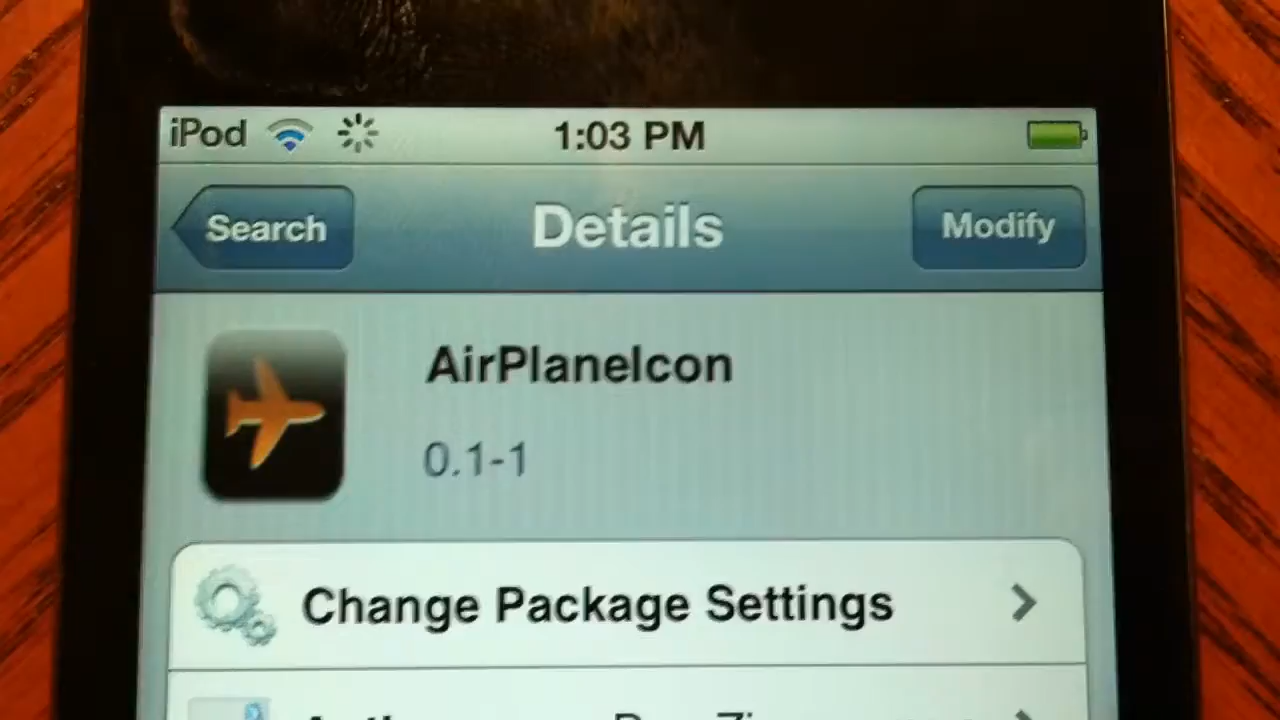 iPod 1:03 PM
Search Details Modify
AirPlaneIcon
0.1-1
Change Package Settings